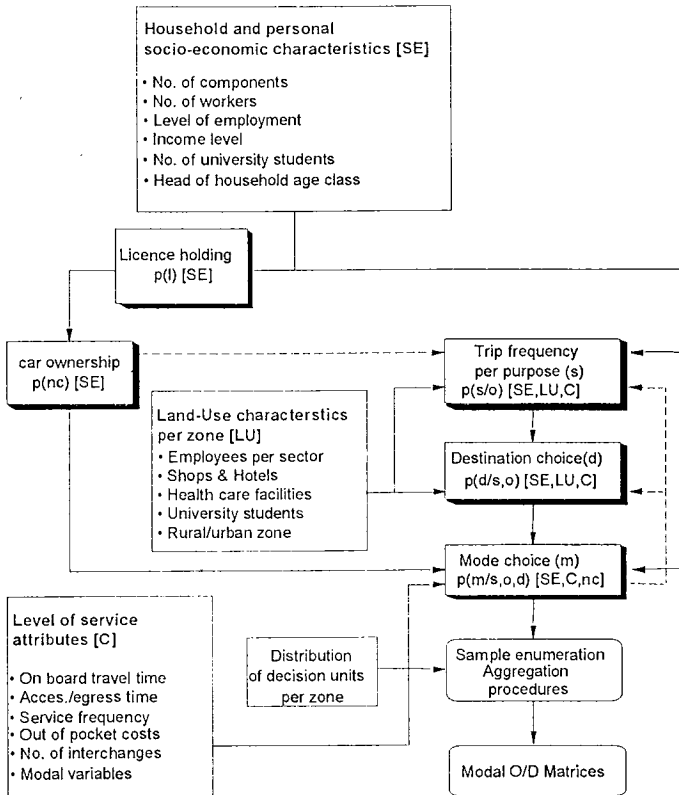 Household and personal
socio-economic characteristics [SE]
• No. of components
• No. of workers
• Level of employment
• Income level
• No. of university students
• Head of household age class
Licence holding
p(l) [SE]
car ownership
p(nc) [SE]
Trip frequency
per purpose (s)
p(s/o) [SE,LU,C]
Land-Use characterstics
per zone [LU]
• Employees per sector
• Shops & Hotels
• Health care facilities
• University students
• Rural/urban zone
Destination choice(d)
p(d/s,o) [SE,LU,C]
Mode choice (m)
p(m/s,o,d) [SE,C,nc]
Level of service
attributes [C]
• On board travel time
• Acces./egress time
• Service frequency
• Out of pocket costs
• No. of interchanges
• Modal variables
Distribution
of decision units
per zone
Sample enumeration
Aggregation
procedures
Modal O/D Matrices